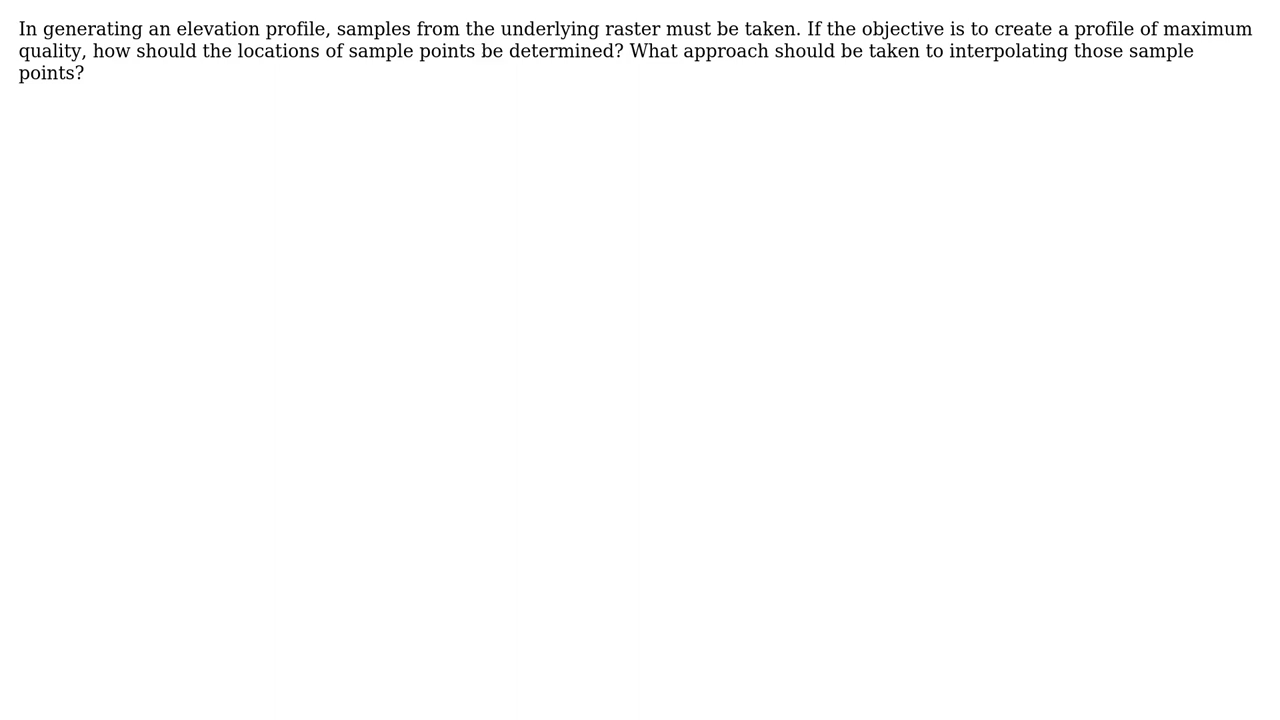 In generating an elevation profile, samples from the underlying raster must be taken. If the objective is to create a profile of maximum
quality, how should the locations of sample points be determined? What approach should be taken to interpolating those sample
points?